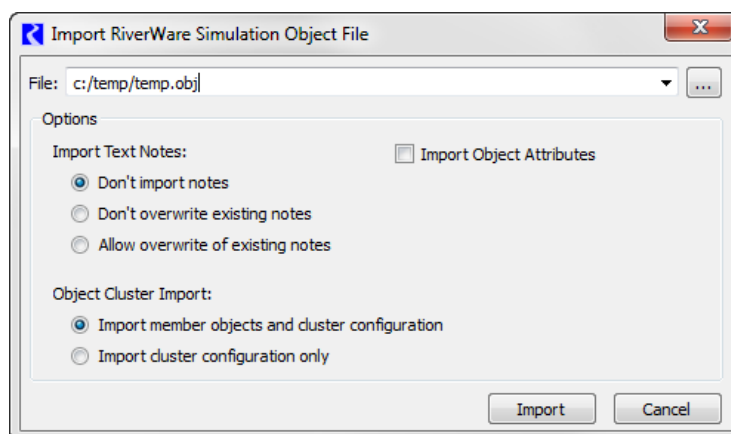 Import RiverWare Simulation Object File
File: c:/temp/temp.obj
...
Options
Import Text Notes:
Import Object Attributes
Don't import notes
Don't overwrite existing notes
Allow overwrite of existing notes
Object Cluster Import:
Import member objects and cluster configuration
Import cluster configuration only
Import Cancel